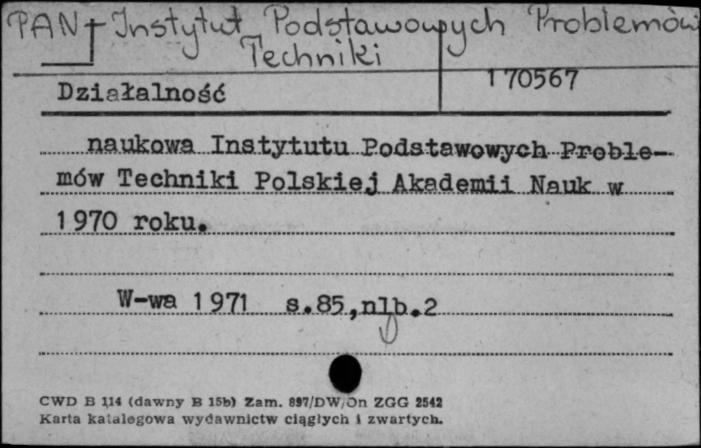 PAN Instytut Podstawowych Problemów
Techniki
170567
Działalność
naukowa Instytutu Podstawowych Proble-
mów Techniki Polskiej Akademii Nauk w
1970 roku.
W-wa 1971 s.85,nlb.2
CWD B 114 (dawny B 15b) Zam. 897/DW/On ZGG 2542
Karta katalogowa wydawnictw ciągłych i zwartych.